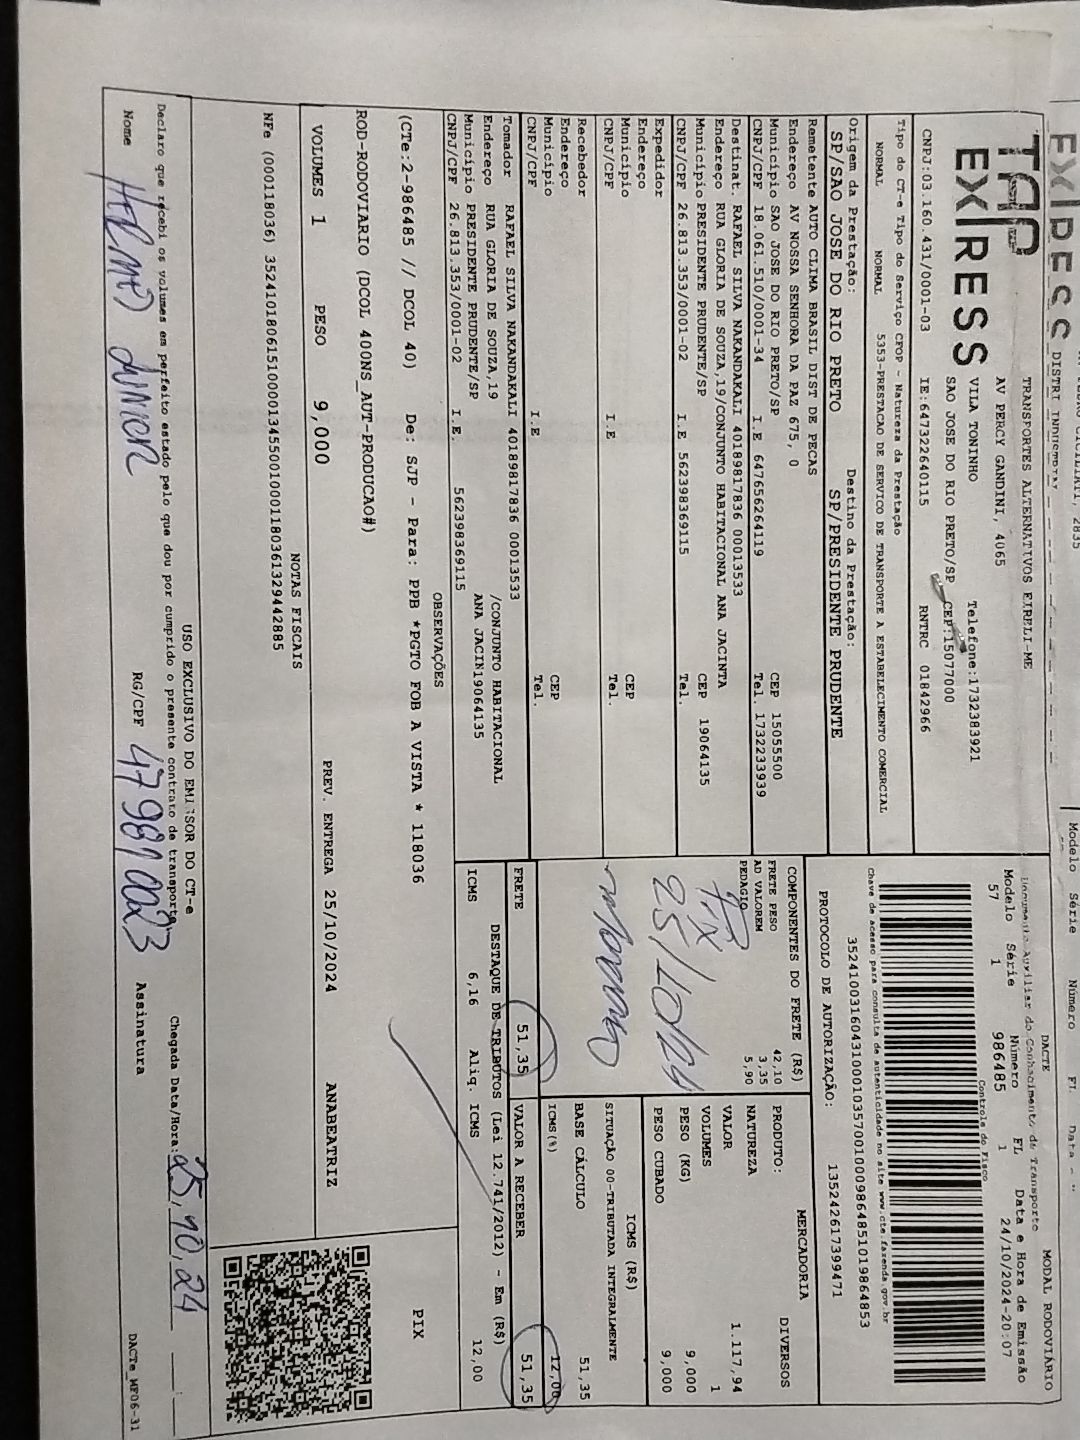 TAP
EXPRESS
TRANSPORTES ALTERNATIVOS EIRELI-ME
AV PERCY GANDINI, 4065
VILA TONINHO Telefone:1732383921
SAO JOSE DO RIO PRETO/SP CEP:15077000
CNPJ:03.160.431/0001-03 IE:647322640115 RNTRC 01842966
DACTE MODAL RODOVIÁRIO
Documento Auxiliar do Conhecimento de Transporte
Modelo Série Número FL Data e Hora de Emissão
57 1 986485 1 24/10/2024-20:07
Controle do Fisco
Chave de acesso para consulta de autenticidade no site www.cte.fazenda.gov.br
35241003160431000103570010009864851019864853
PROTOCOLO DE AUTORIZAÇÃO: 135242617399471
Tipo do CT-e Tipo do Serviço CFOP - Natureza da Prestação
NORMAL NORMAL 5353-PRESTACAO DE SERVICO DE TRANSPORTE A ESTABELECIMENTO COMERCIAL
Origem da Prestação: Destino da Prestação:
SP/SAO JOSE DO RIO PRETO SP/PRESIDENTE PRUDENTE
Remetente AUTO CLIMA BRASIL DIST DE PECAS
Endereço AV NOSSA SENHORA DA PAZ 675, 0
Município SAO JOSE DO RIO PRETO/SP CEP 15055500
CNPJ/CPF 18.061.510/0001-34 I.E 647656264119 Tel. 1732233939
Destinat. RAFAEL SILVA NAKANDAKALI 40189817836 00013533
Endereço RUA GLORIA DE SOUZA,19/CONJUNTO HABITACIONAL ANA JACINTA
Município PRESIDENTE PRUDENTE/SP CEP 19064135
CNPJ/CPF 26.813.353/0001-02 I.E 562398369115 Tel.
Expedidor
Endereço
Município CEP
CNPJ/CPF I.E Tel.
Recebedor
Endereço
Município CEP
CNPJ/CPF I.E Tel.
Tomador RAFAEL SILVA NAKANDAKALI 40189817836 00013533
Endereço RUA GLORIA DE SOUZA,19 /CONJUNTO HABITACIONAL
Município PRESIDENTE PRUDENTE/SP ANA JACIN19064135
CNPJ/CPF 26.813.353/0001-02 I.E. 562398369115
COMPONENTES DO FRETE (R$)
FRETE PESO 42,10
AD VALOREM 3,35
PEDAGIO 5,90
PIX
25/10/24
MERCADORIA
PRODUTO: DIVERSOS
NATUREZA
VALOR 1.117,94
VOLUMES 1
PESO (KG) 9,000
PESO CUBADO 9,000
ICMS (R$)
SITUAÇÃO 00-TRIBUTADA INTEGRALMENTE
BASE CÁLCULO 51,35
ICMS(%) 12,00
FRETE 51,35 VALOR A RECEBER 51,35
DESTAQUE DE TRIBUTOS (Lei 12.741/2012) - Em (R$)
ICMS 6,16 Aliq. ICMS 12,00
OBSERVAÇÕES
(CTe:2-986485 // DCOL 40) De: SJP - Para: PPB *PGTO FOB A VISTA * 118036
ROD-RODOVIARIO (DCOL 400NS_AUT-PRODUCAO#)
PIX
VOLUMES 1 PESO 9,000 PREV. ENTREGA 25/10/2024 ANABEATRIZ
NOTAS FISCAIS
NFe (000118036) 35241018061510000134550010001180361329442885
USO EXCLUSIVO DO EMISSOR DO CT-e
Declaro que recebi os volumes em perfeito estado pelo que dou por cumprido o presente contrato de transporte. Chegada Data/Hora: 25, 10, 24
Nome JUNIOR RG/CPF Assinatura
DACTe_MF06-31